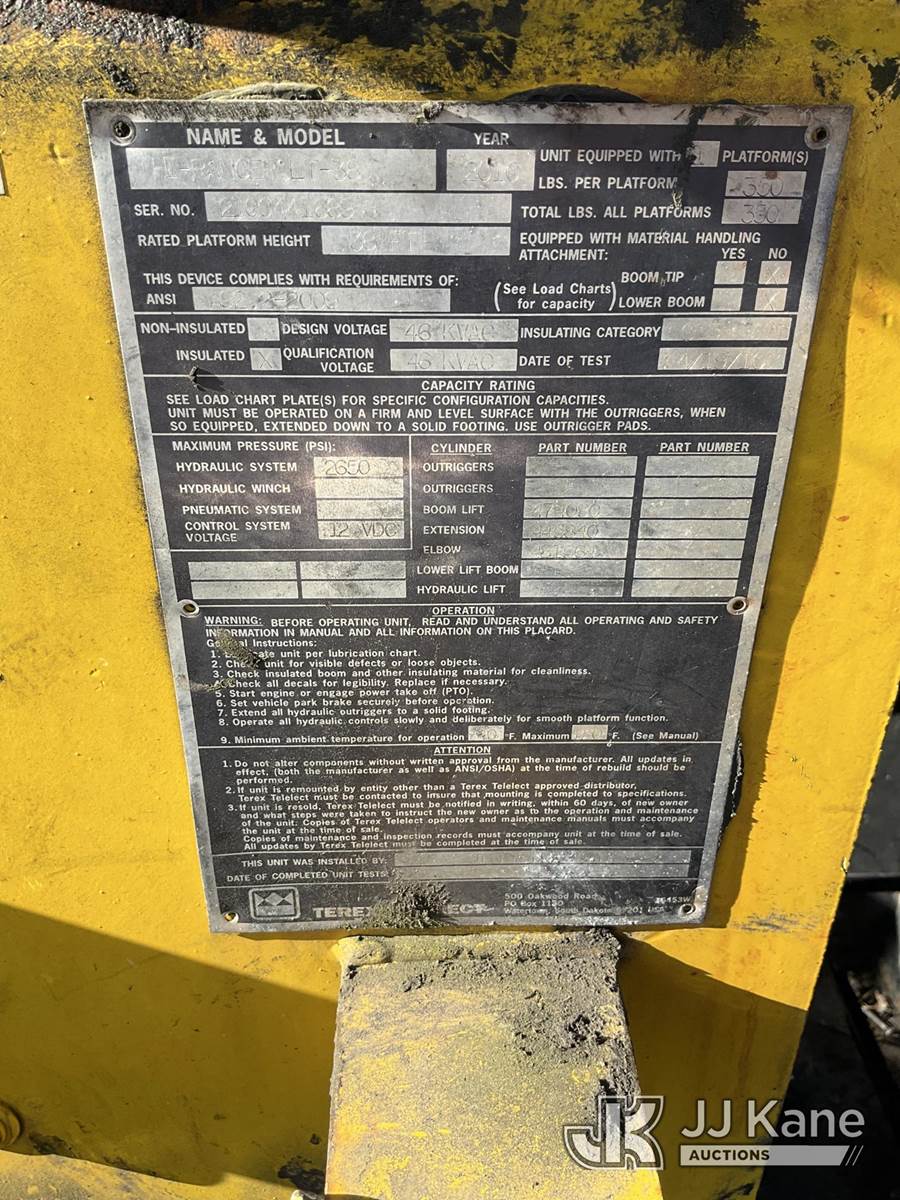 NAME & MODEL
YEAR
2010
UNIT EQUIPPED WITH 1 PLATFORM(S)
LBS. PER PLATFORM 350
SER. NO.
TOTAL LBS. ALL PLATFORMS 350
RATED PLATFORM HEIGHT
EQUIPPED WITH MATERIAL HANDLING
ATTACHMENT: YES NO
THIS DEVICE COMPLIES WITH REQUIREMENTS OF:
BOOM TIP X
ANSI
(See Load Charts for capacity)
LOWER BOOM X
NON-INSULATED DESIGN VOLTAGE 46 KVAC INSULATING CATEGORY
INSULATED X QUALIFICATION VOLTAGE 46 KVAC DATE OF TEST
CAPACITY RATING
SEE LOAD CHART PLATE(S) FOR SPECIFIC CONFIGURATION CAPACITIES.
UNIT MUST BE OPERATED ON A FIRM AND LEVEL SURFACE WITH THE OUTRIGGERS, WHEN
SO EQUIPPED, EXTENDED DOWN TO A SOLID FOOTING. USE OUTRIGGER PADS.
MAXIMUM PRESSURE (PSI):
HYDRAULIC SYSTEM 2650
HYDRAULIC WINCH
PNEUMATIC SYSTEM
CONTROL SYSTEM VOLTAGE 12 VDC
CYLINDER PART NUMBER PART NUMBER
OUTRIGGERS
OUTRIGGERS
BOOM LIFT
EXTENSION
ELBOW
LOWER LIFT BOOM
HYDRAULIC LIFT
OPERATION
WARNING: BEFORE OPERATING UNIT, READ AND UNDERSTAND ALL OPERATING AND SAFETY
INFORMATION IN MANUAL AND ALL INFORMATION ON THIS PLACARD.
General Instructions:
1. Lubricate unit per lubrication chart.
2. Check unit for visible defects or loose objects.
3. Check insulated boom and other insulating material for cleanliness.
4. Check all decals for legibility. Replace if necessary.
5. Start engine or engage power take off (PTO).
6. Set vehicle park brake securely before operation.
7. Extend all hydraulic outriggers to a solid footing.
8. Operate all hydraulic controls slowly and deliberately for smooth platform function.
9. Minimum ambient temperature for operation °F. Maximum °F. (See Manual)
ATTENTION
1. Do not alter components without written approval from the manufacturer. All updates in
effect, (both the manufacturer as well as ANSI/OSHA) at the time of rebuild should be
performed.
2. If unit is remounted by entity other than a Terex Telelect approved distributor,
Terex Telelect must be contacted to insure that mounting is completed to specifications.
3. If unit is resold, Terex Telelect must be notified in writing, within 60 days, of new owner
and what steps were taken to instruct the new owner as to the operation and maintenance
of the unit. Copies of Terex Telelect operators and maintenance manuals must accompany
the unit at the time of sale.
Copies of maintenance and inspection records must accompany unit at the time of sale.
All updates by Terex Telelect must be completed at the time of sale.
THIS UNIT WAS INSTALLED BY:
DATE OF COMPLETED UNIT TESTS:
TEREX TELELECT
500 Oakwood Road
PO Box 1150
Watertown, South Dakota 57201 USA
JK JJ Kane
AUCTIONS